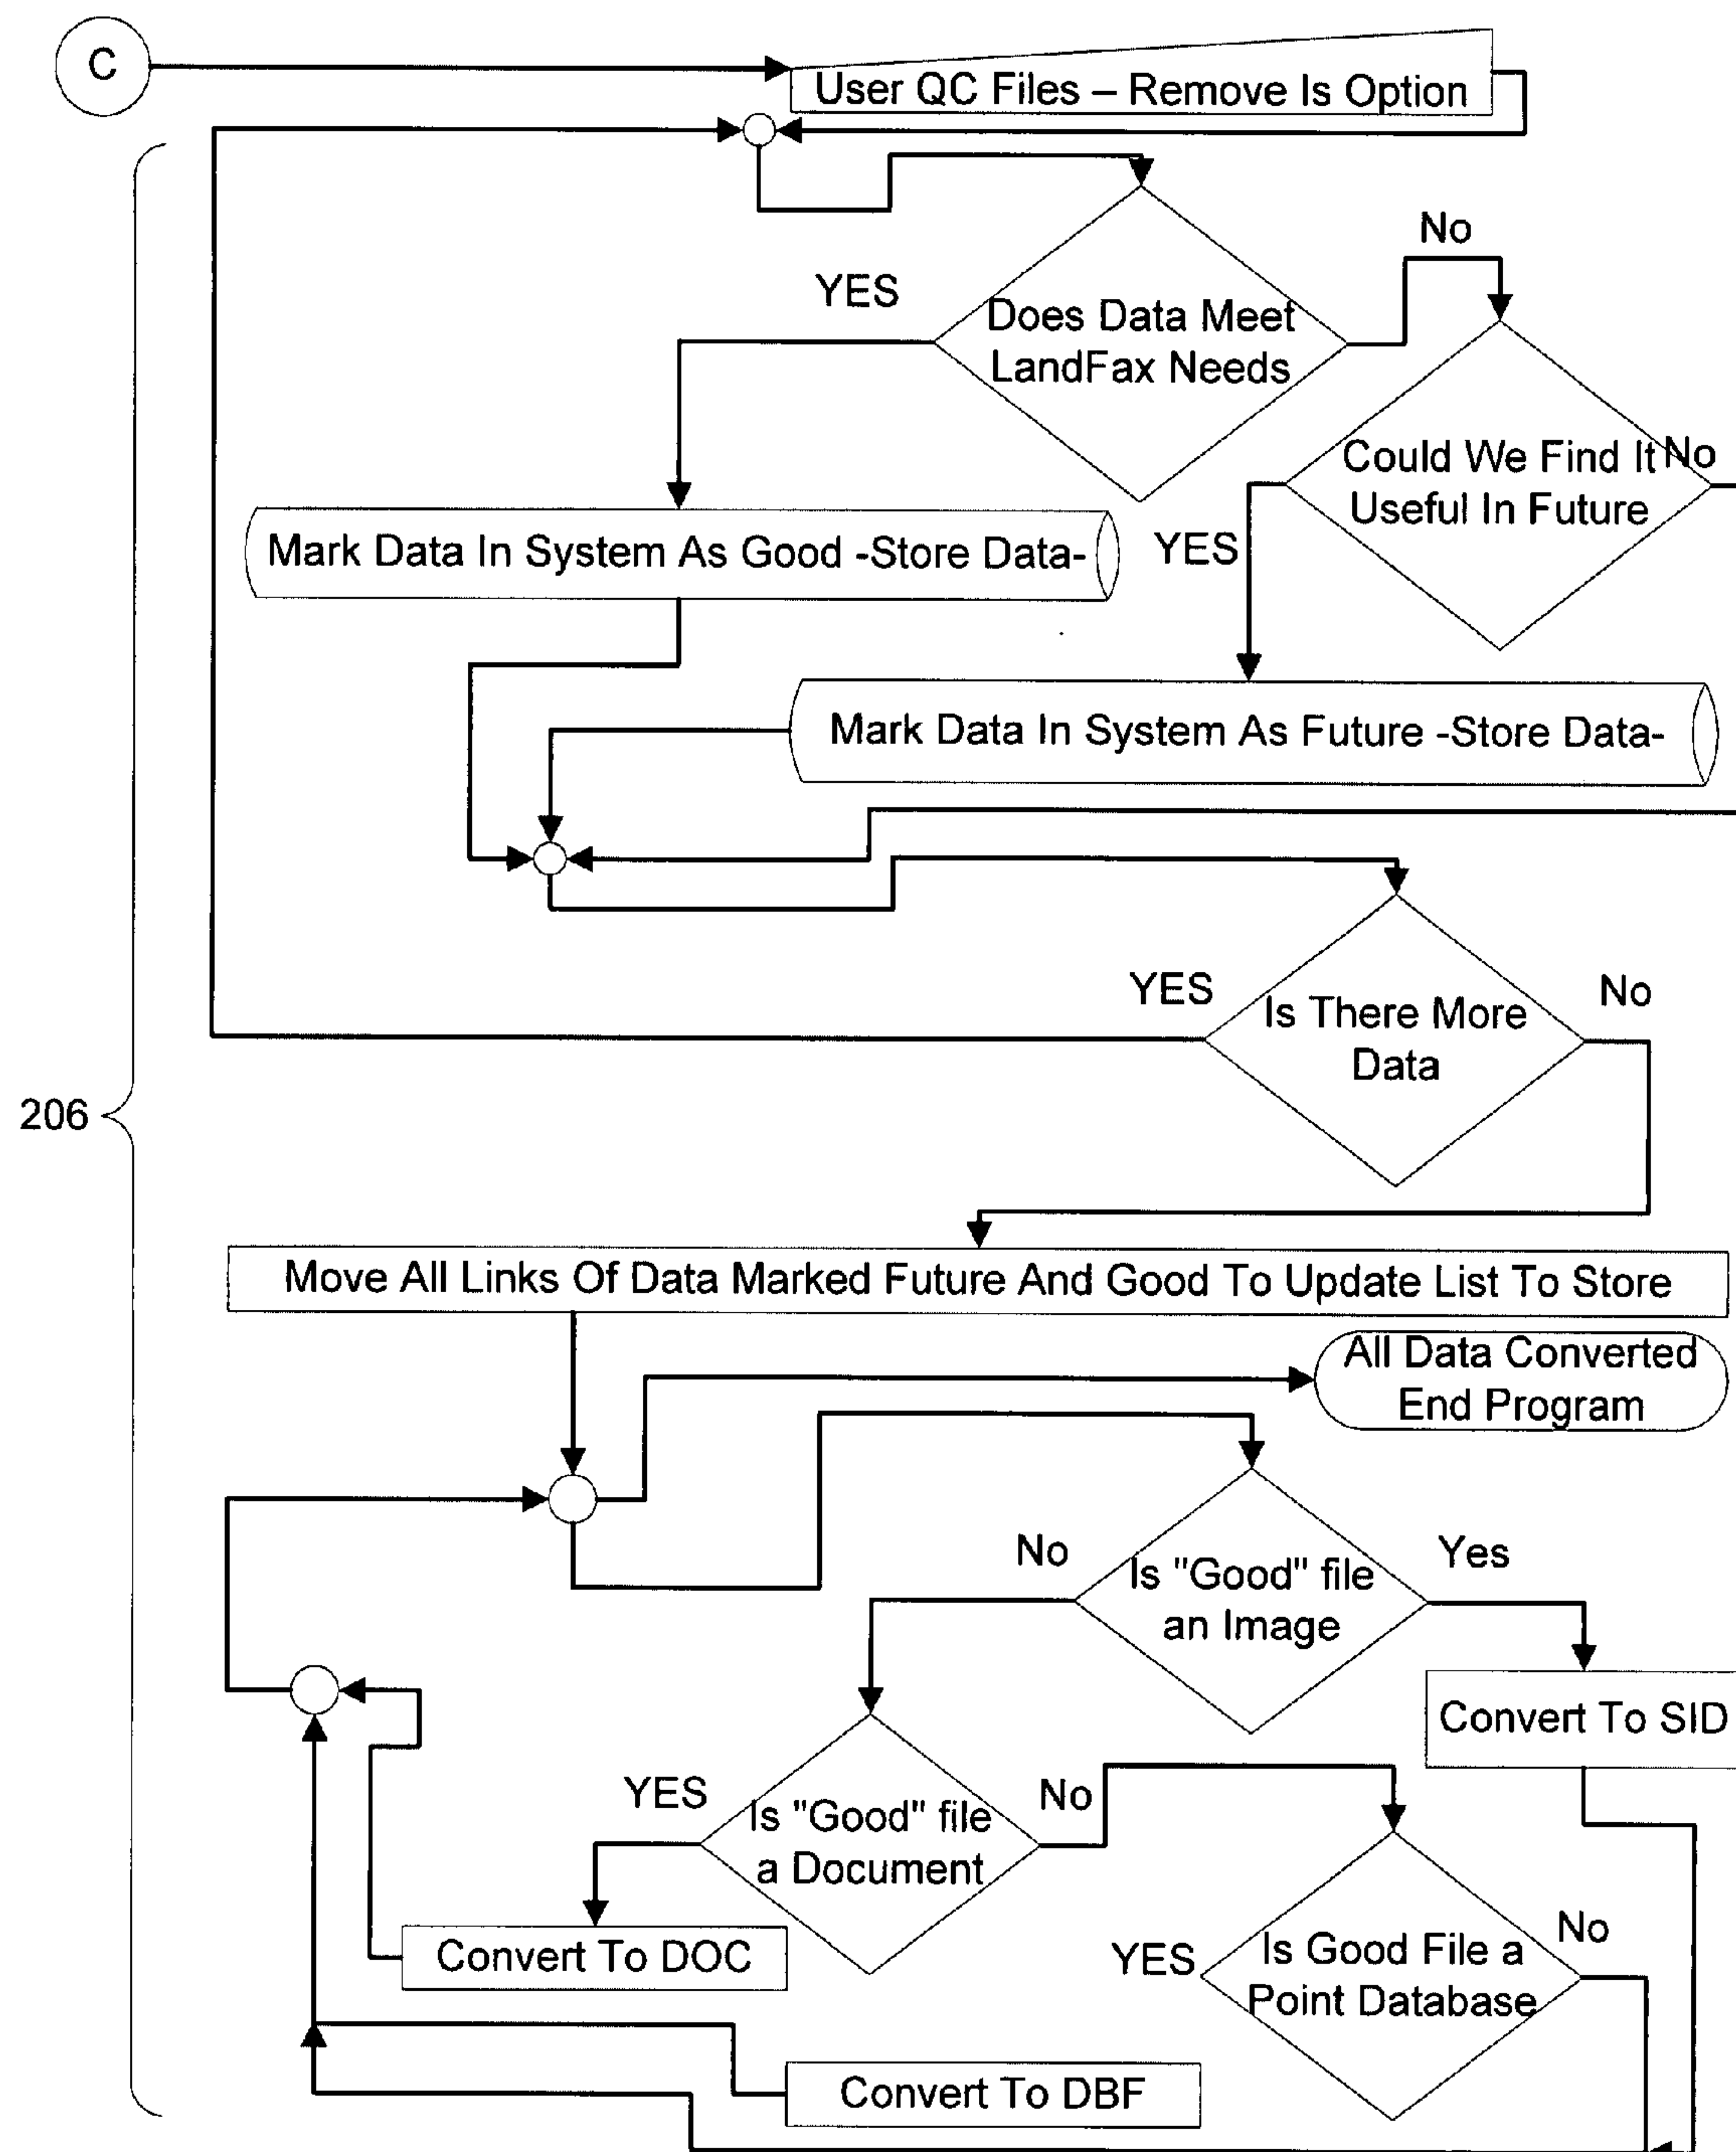 C
User QC Files – Remove Is Option
No
YES
Does Data Meet
LandFax Needs
Could We Find It
No
Useful In Future
YES
Mark Data In System As Good -Store Data-
Mark Data In System As Future -Store Data-
YES
No
Is There More
Data
206
Move All Links Of Data Marked Future And Good To Update List To Store
All Data Converted
End Program
No
Yes
Is "Good" file
an Image
Convert To SID
YES
No
Is "Good" file
a Document
No
YES
Is Good File a
Point Database
Convert To DOC
Convert To DBF